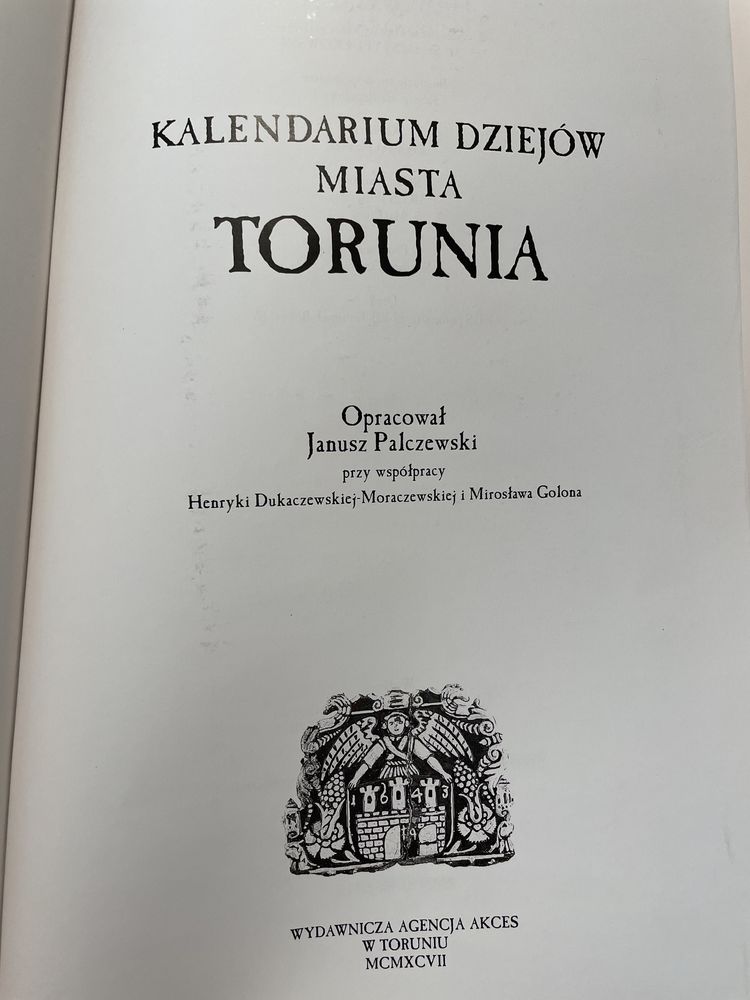 KALENDARIUM DZIEJÓW
MIASTA
TORUNIA
Opracował
Janusz Palczewski
przy współpracy
Henryki Dukaczewskiej-Moraczewskiej i Mirosława Golona
1643
WYDAWNICZA AGENCJA AKCES
W TORUNIU
MCMXCVII